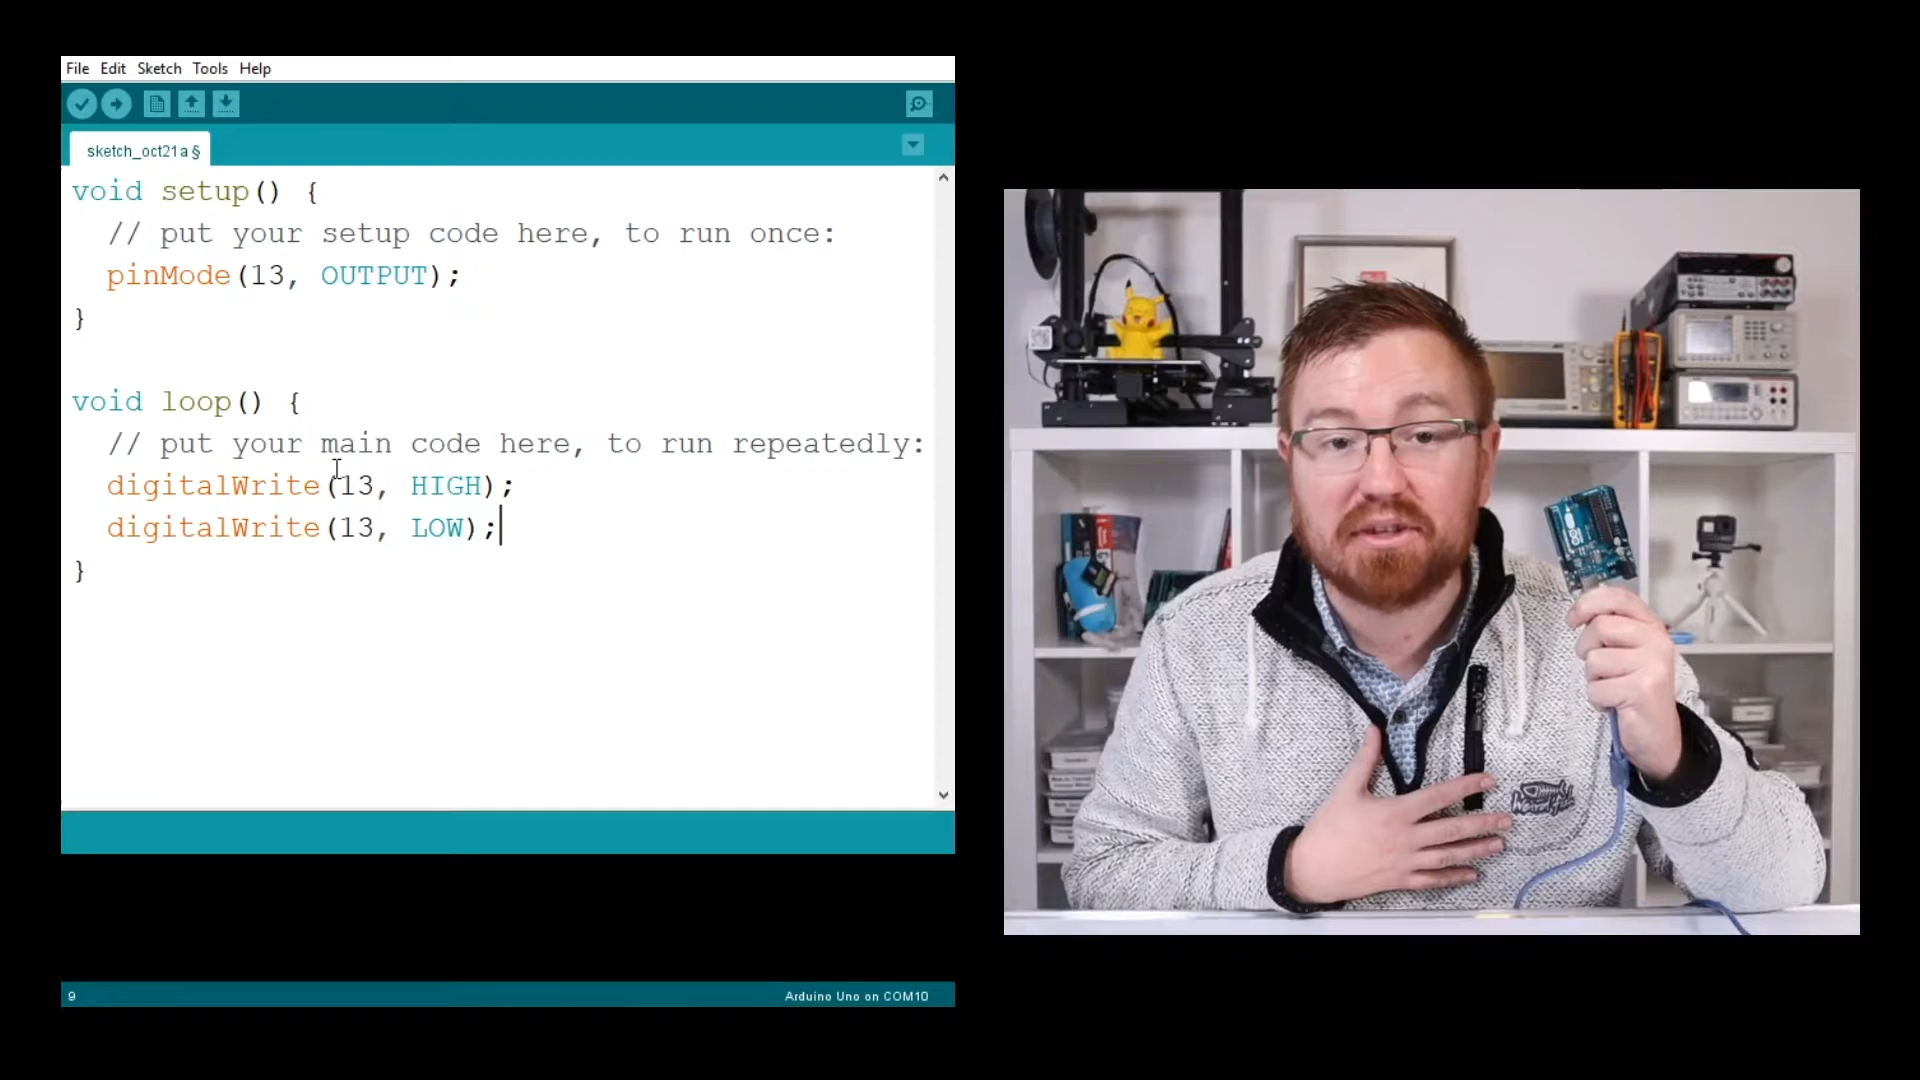 File Edit Sketch Tools Help
sketch_oct21a §
void setup() {
// put your setup code here, to run once:
pinMode(13, OUTPUT);
}
void loop() {
// put your main code here, to run repeatedly:
digitalWrite(13, HIGH);
digitalWrite(13, LOW);
}
9
Arduino Uno on COM10